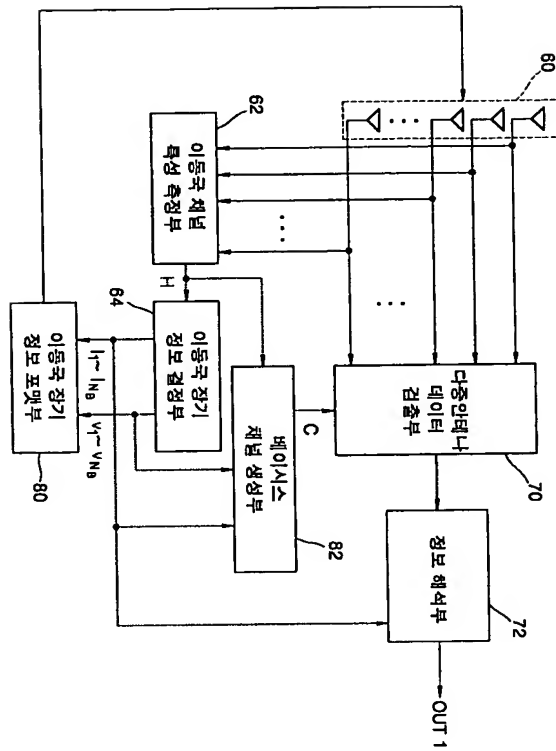 60
62
이동국 채널
특성 측정부
H
64
이동국 장기
정보 결정부
I₁~ I_NB
V₁~ V_NB
이동국 장기
정보 포맷부
80
베이시스
채널 생성부
82
C
다중안테나
데이터
검출부
70
정보 해석부
72
OUT 1